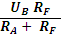 U_B R_F
R_A + R_F